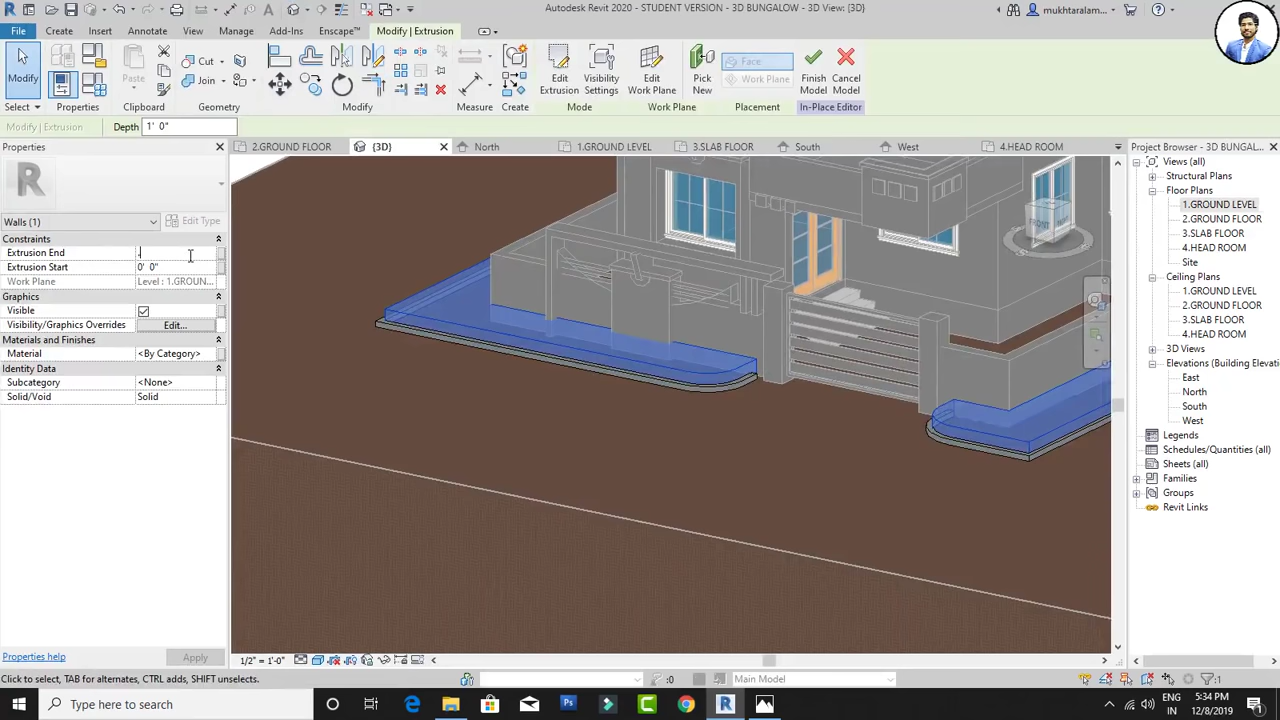 Autodesk Revit 2020 - STUDENT VERSION - 3D BUNGALOW - 3D View: {3D}
mukhtaralam...
File Create Insert Annotate View Manage Add-Ins Enscape™ Modify | Extrusion
Modify
Paste
Cut
Join
Edit Extrusion
Visibility Settings
Edit Work Plane
Pick New
Face
Work Plane
Finish Model
Cancel Model
Select Properties Clipboard Geometry Modify Measure Create Mode Work Plane Placement In-Place Editor
Modify | Extrusion Depth 1' 0"
Properties
2.GROUND FLOOR {3D} North 1.GROUND LEVEL 3.SLAB FLOOR South West 4.HEAD ROOM
R
Walls (1) Edit Type
Constraints
Extrusion End .
Extrusion Start 0' 0"
Work Plane Level : 1.GROUN...
Graphics
Visible
Visibility/Graphics Overrides Edit...
Materials and Finishes
Material <By Category>
Identity Data
Subcategory <None>
Solid/Void Solid
FRONT
Project Browser - 3D BUNGAL...
Views (all)
Structural Plans
Floor Plans
1.GROUND LEVEL
2.GROUND FLOOR
3.SLAB FLOOR
4.HEAD ROOM
Site
Ceiling Plans
1.GROUND LEVEL
2.GROUND FLOOR
3.SLAB FLOOR
4.HEAD ROOM
3D Views
Elevations (Building Elevati
East
North
South
West
Legends
Schedules/Quantities (all)
Sheets (all)
Families
Groups
Revit Links
Properties help Apply
1/2" = 1'-0"
Click to select, TAB for alternates, CTRL adds, SHIFT unselects.
:0
Main Model
:1
Type here to search
ENG
IN
5:34 PM
12/8/2019